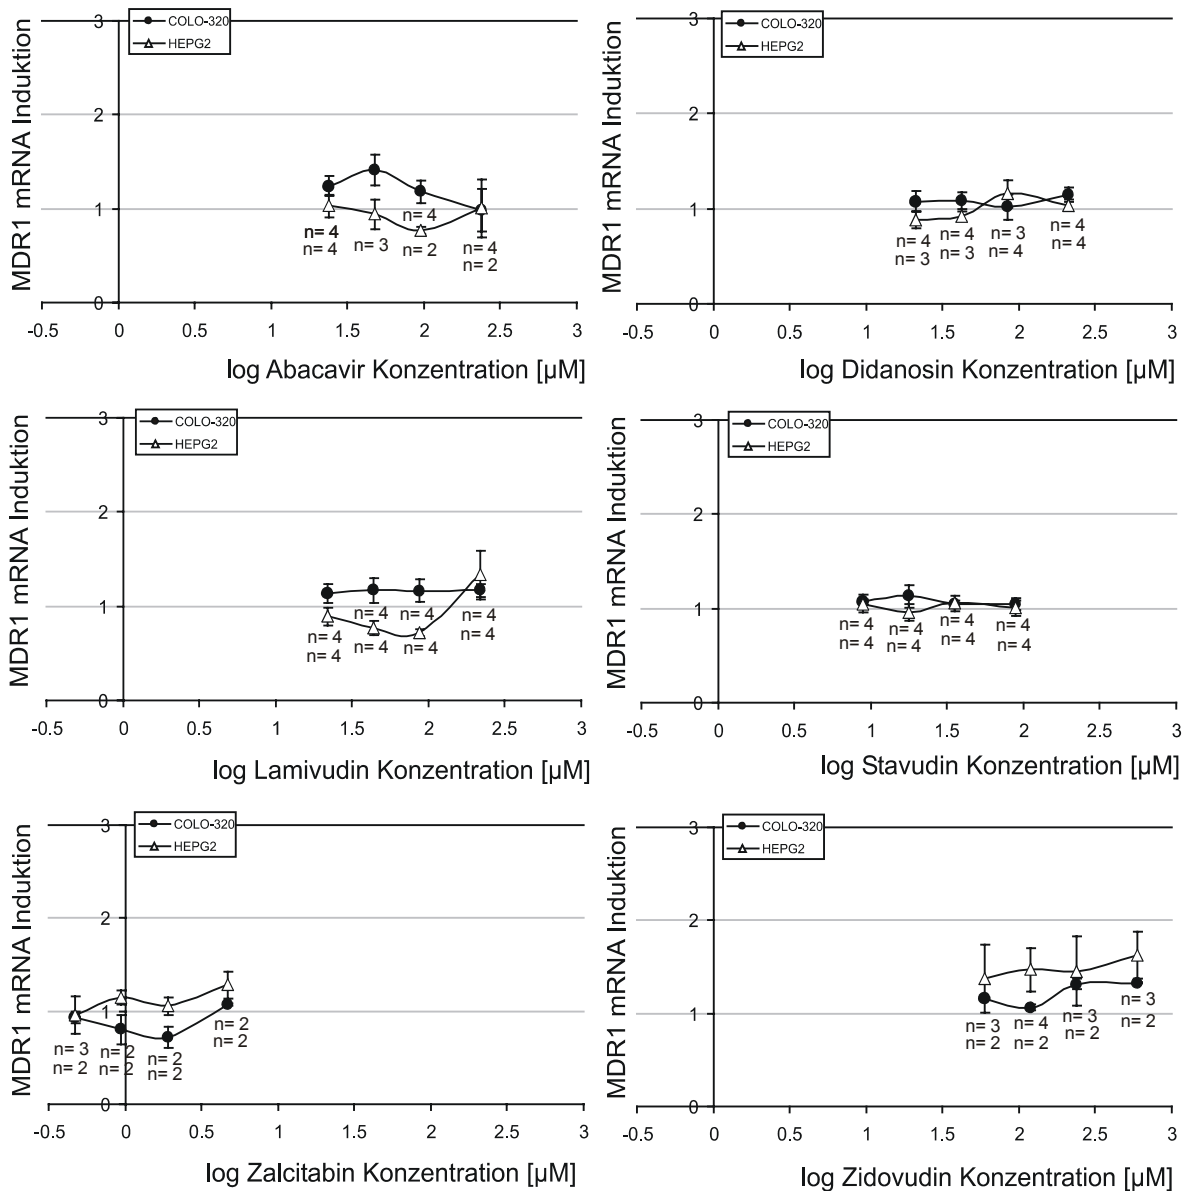 MDR1 mRNA Induktion
3
COLO-320
HEPG2
2
1
n= 4
n= 4
n= 4
n= 3
n= 2
n= 4
n= 2
0
-0.5 0 0.5 1 1.5 2 2.5 3
log Abacavir Konzentration [µM]
MDR1 mRNA Induktion
3
COLO-320
HEPG2
2
1
n= 4
n= 3
n= 4
n= 3
n= 3
n= 4
n= 4
n= 4
0
-0.5 0 1 1.5 2 2.5 3
log Didanosin Konzentration [µM]
MDR1 mRNA Induktion
3
COLO-320
HEPG2
2
1
n= 4
n= 4
n= 4
n= 4
n= 4
n= 4
n= 4
n= 4
0
-0.5 0 1 1.5 2 2.5 3
log Lamivudin Konzentration [µM]
MDR1 mRNA Induktion
3
COLO-320
HEPG2
2
1
n= 4
n= 4
n= 4
n= 4
n= 4
n= 4
n= 4
n= 4
0
-0.5 0 1 1.5 2 2.5 3
log Stavudin Konzentration [µM]
MDR1 mRNA Induktion
3
COLO-320
HEPG2
2
1
n= 3
n= 2
n= 2
n= 2
n= 2
n= 2
n= 2
n= 2
0
-0.5 0 0.5 1 1.5 2 2.5 3
log Zalcitabin Konzentration [µM]
MDR1 mRNA Induktion
3
COLO-320
HEPG2
2
1
n= 3
n= 2
n= 4
n= 2
n= 3
n= 2
n= 3
n= 2
0
-0.5 0 1 1.5 2 2.5 3
log Zidovudin Konzentration [µM]